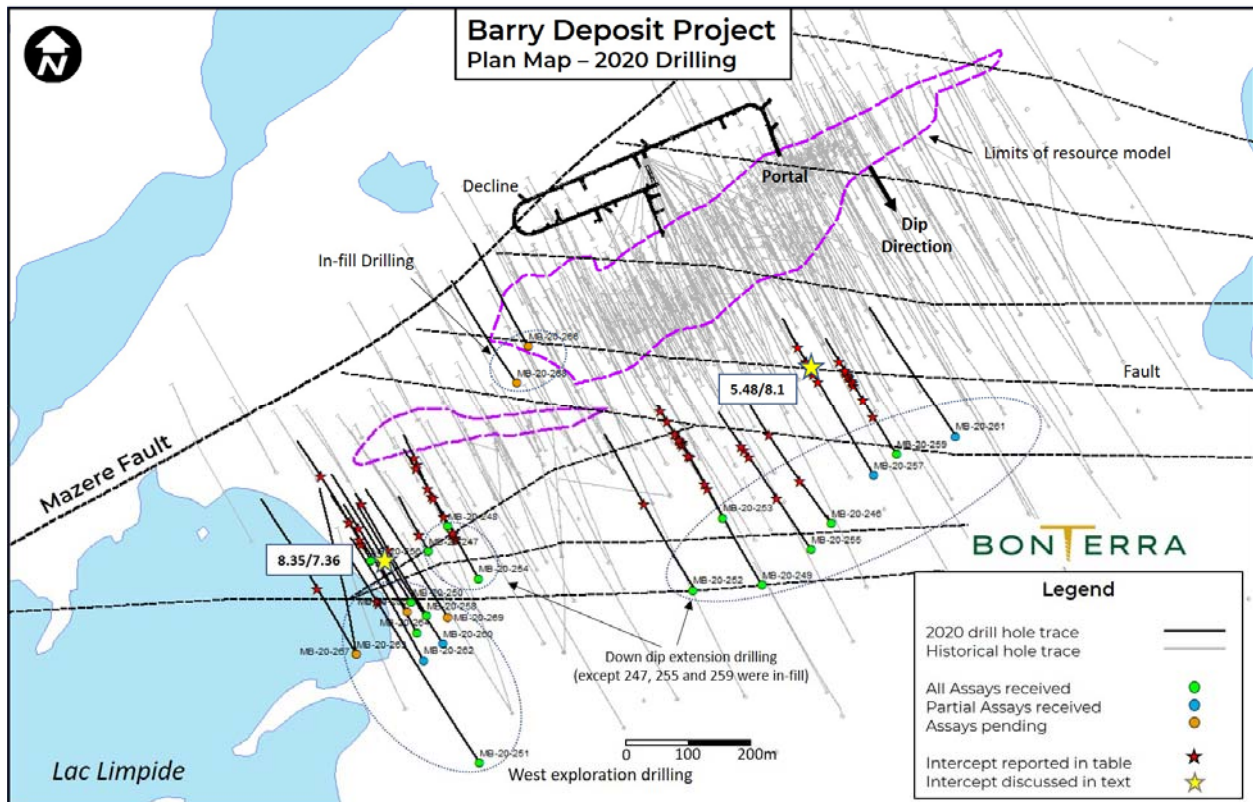 Barry Deposit Project
Plan Map – 2020 Drilling
N
Limits of resource model
Portal
Decline
Dip
Direction
In-fill Drilling
MB-20-266
MB-20-268
5.48/8.1
Fault
Mazere Fault
MB-20-261
MB-20-259
MB-20-257
MB-20-248
MB-20-253
MB-20-246
MB-20-247
MB-20-255
8.35/7.36
MB-20-254
MB-20-252
MB-20-249
BONTERRA
MB-20-250
MB-20-258
MB-20-269
MB-20-260
MB-20-262
MB-20-267
MB-20-263
MB-20-251
Down dip extension drilling
(except 247, 255 and 259 were in-fill)
0 100 200m
West exploration drilling
Lac Limpide
Legend
2020 drill hole trace
Historical hole trace
All Assays received
Partial Assays received
Assays pending
Intercept reported in table
Intercept discussed in text